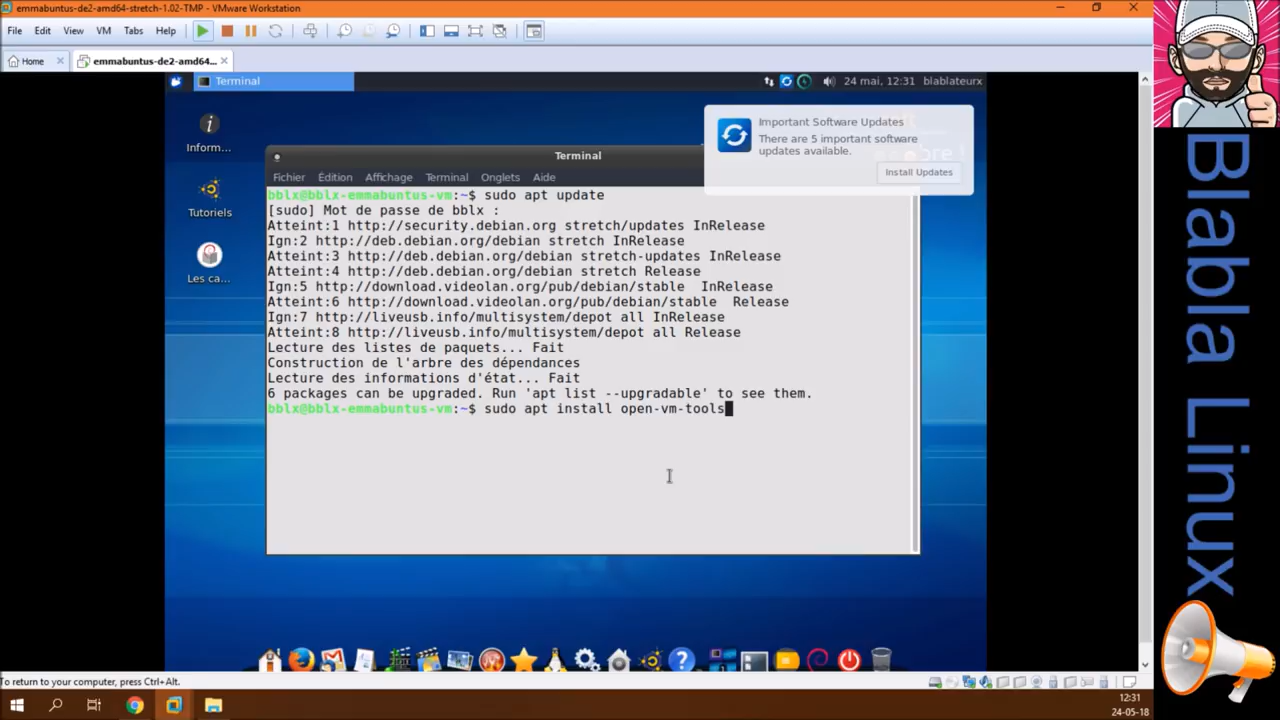 emmabuntus-de2-amd64-stretch-1.02-TMP - VMware Workstation
File Edit View VM Tabs Help
Home
emmabuntus-de2-amd64...
Terminal
24 mai, 12:31 blablateurx
Important Software Updates
There are 5 important software
updates available.
Install Updates
Inform...
Tutoriels
Les ca...
Terminal
Fichier Édition Affichage Terminal Onglets Aide
bblx@bblx-emmabuntus-vm:~$ sudo apt update
[sudo] Mot de passe de bblx :
Atteint:1 http://security.debian.org stretch/updates InRelease
Ign:2 http://deb.debian.org/debian stretch InRelease
Atteint:3 http://deb.debian.org/debian stretch-updates InRelease
Atteint:4 http://deb.debian.org/debian stretch Release
Ign:5 http://download.videolan.org/pub/debian/stable  InRelease
Atteint:6 http://download.videolan.org/pub/debian/stable  Release
Ign:7 http://liveusb.info/multisystem/depot all InRelease
Atteint:8 http://liveusb.info/multisystem/depot all Release
Lecture des listes de paquets... Fait
Construction de l'arbre des dépendances
Lecture des informations d'état... Fait
6 packages can be upgraded. Run 'apt list --upgradable' to see them.
bblx@bblx-emmabuntus-vm:~$ sudo apt install open-vm-tools
To return to your computer, press Ctrl+Alt.
12:31
24-05-18
Blabla Linux